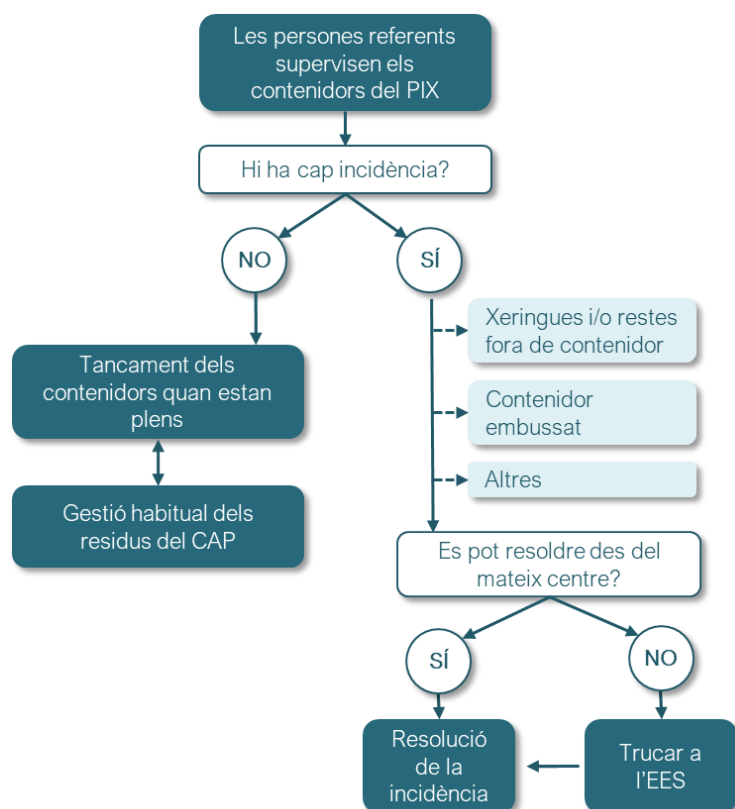 Les persones referents
supervisen els
contenidors del PIX
Hi ha cap incidència?
NO
SÍ
Xeringues i/o restes
fora de contenidor
Tancament dels
contenidors quan estan
plens
Contenidor
embussat
Altres
Gestió habitual dels
residus del CAP
Es pot resoldre des del
mateix centre?
SÍ
NO
Resolució
de la
incidència
Trucar a
l’EES